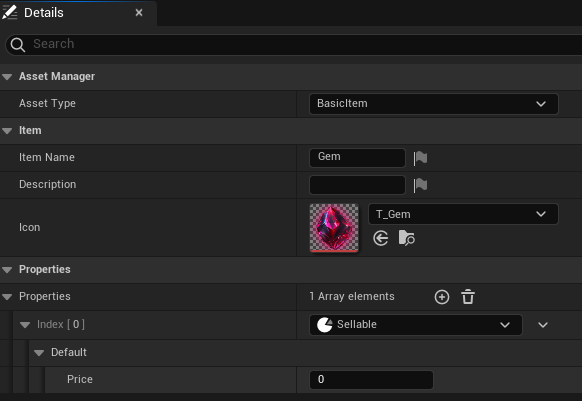 Details
Search
Asset Manager
Asset Type BasicItem
Item
Item Name Gem
Description
Icon T_Gem
Properties
Properties 1 Array elements
Index [ 0 ] Sellable
Default
Price 0